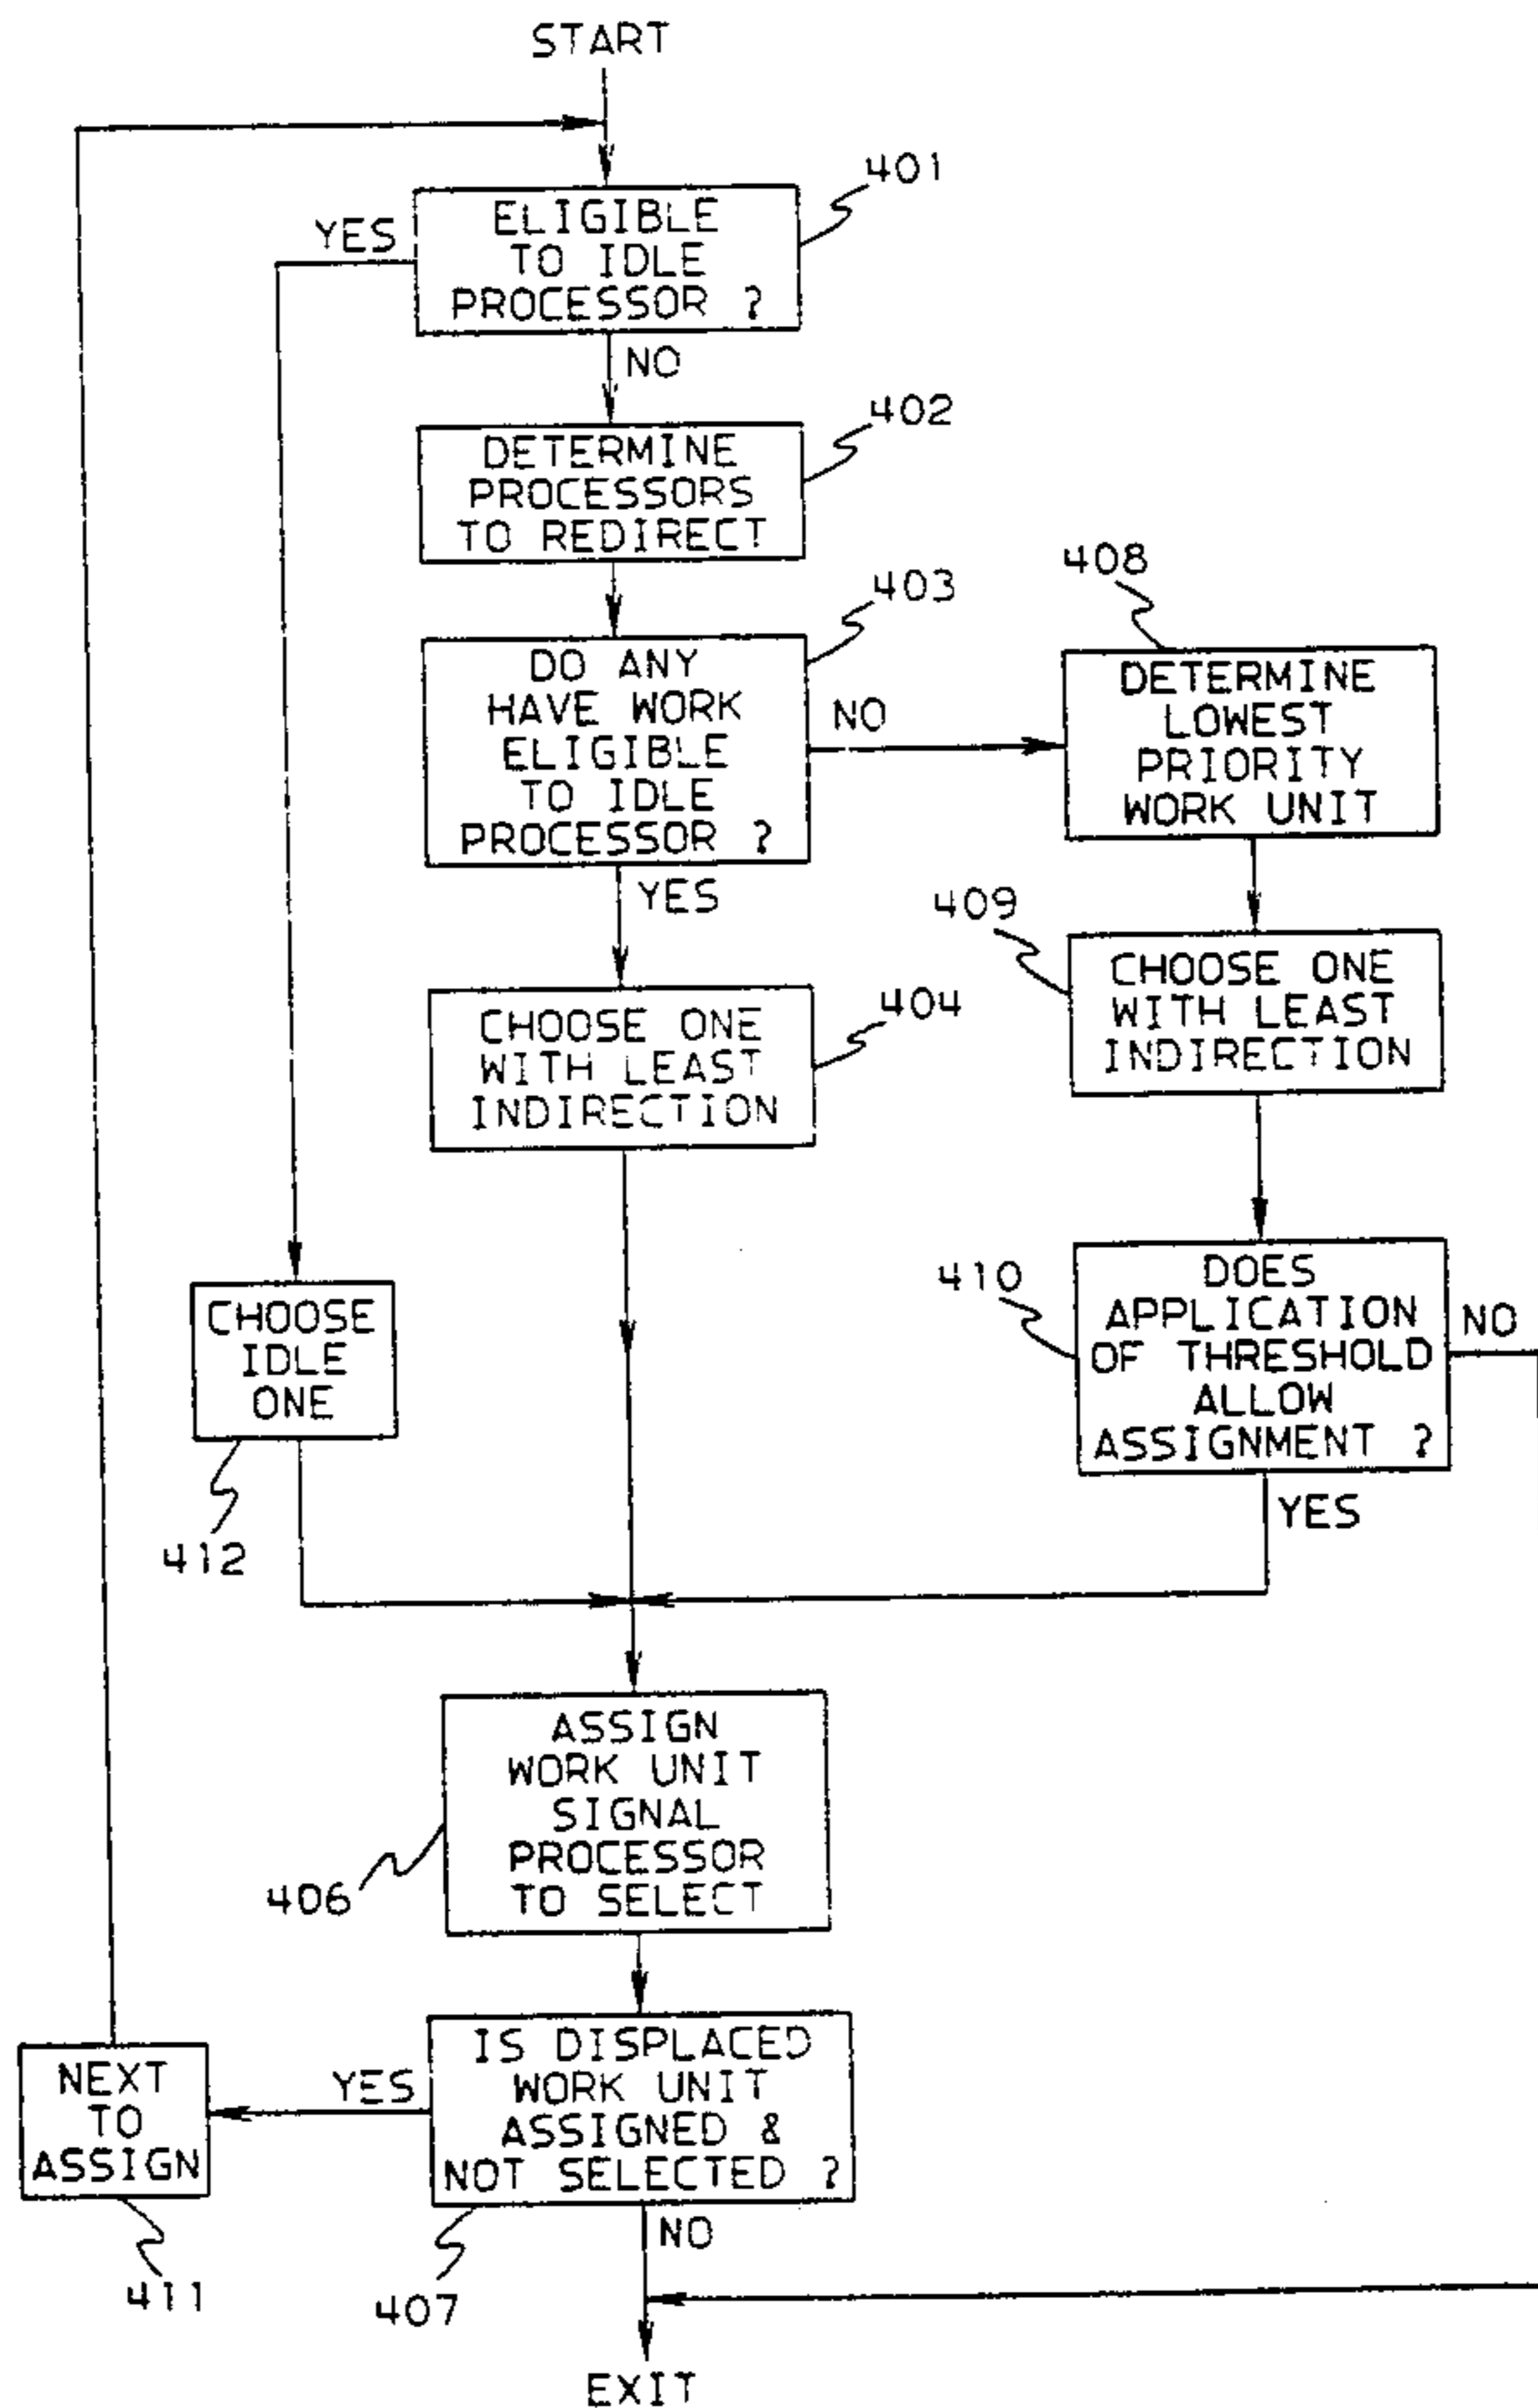 START
401
ELIGIBLE
TO IDLE
PROCESSOR ?
YES
NO
402
DETERMINE
PROCESSORS
TO REDIRECT
403
DO ANY
HAVE WORK
ELIGIBLE
TO IDLE
PROCESSOR ?
NO
YES
408
DETERMINE
LOWEST
PRIORITY
WORK UNIT
404
CHOOSE ONE
WITH LEAST
INDIRECTION
409
CHOOSE ONE
WITH LEAST
INDIRECTION
410
DOES
APPLICATION
OF THRESHOLD
ALLOW
ASSIGNMENT ?
NO
YES
CHOOSE
IDLE
ONE
412
ASSIGN
WORK UNIT
SIGNAL
PROCESSOR
TO SELECT
406
IS DISPLACED
WORK UNIT
ASSIGNED &
NOT SELECTED ?
YES
NEXT
TO
ASSIGN
411
407
NO
EXIT